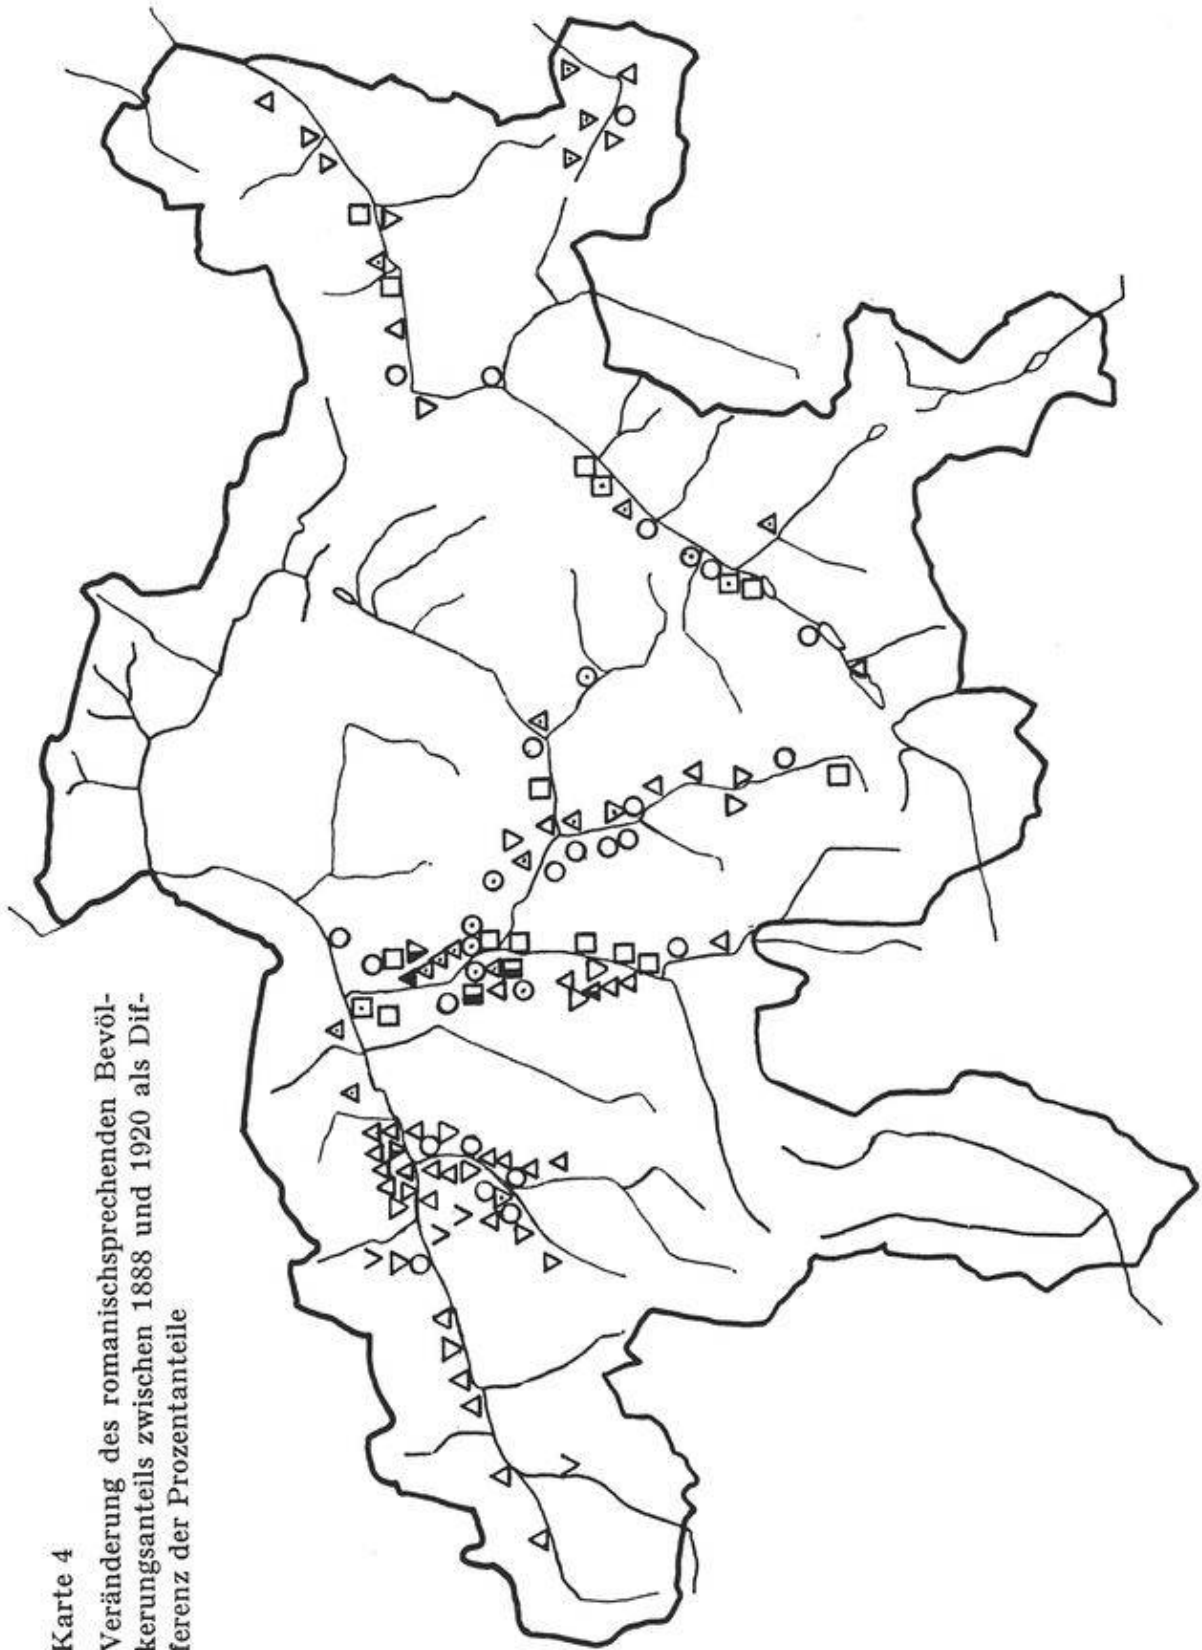 Karte 4
Veränderung des romanischsprechenden Bevöl-
kerungsanteils zwischen 1888 und 1920 als Dif-
ferenz der Prozentanteile